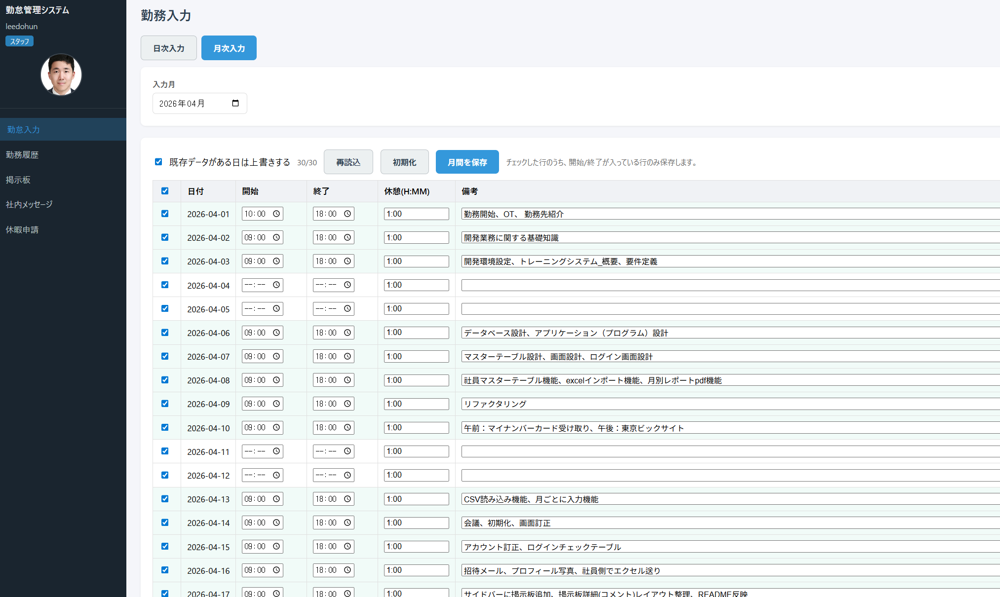 勤怠管理システム
leedohun
スタッフ
勤怠入力
勤務履歴
掲示板
社内メッセージ
休暇申請
勤務入力
日次入力 月次入力
入力月
2026年04月
既存データがある日は上書きする 30/30 再読込 初期化 月間を保存 チェックした行のうち、開始/終了が入っている行のみ保存します。
日付 開始 終了 休憩(H:MM) 備考
2026-04-01 10:00 18:00 1:00 勤務開始、OT、 勤務先紹介
2026-04-02 09:00 18:00 1:00 開発業務に関する基礎知識
2026-04-03 09:00 18:00 1:00 開発環境設定、トレーニングシステム_概要、要件定義
2026-04-04 --:-- --:-- 1:00
2026-04-05 --:-- --:-- 1:00
2026-04-06 09:00 18:00 1:00 データベース設計、アプリケーション（プログラム）設計
2026-04-07 09:00 18:00 1:00 マスターテーブル設計、画面設計、ログイン画面設計
2026-04-08 09:00 18:00 1:00 社員マスターテーブル機能、excelインポート機能、月別レポートpdf機能
2026-04-09 09:00 18:00 1:00 リファクタリング
2026-04-10 09:00 18:00 1:00 午前：マイナンバーカード受け取り、午後：東京ビックサイト
2026-04-11 --:-- --:-- 1:00
2026-04-12 --:-- --:-- 1:00
2026-04-13 09:00 18:00 1:00 CSV読み込み機能、月ごとに入力機能
2026-04-14 09:00 18:00 1:00 会議、初期化、画面訂正
2026-04-15 09:00 18:00 1:00 アカウント訂正、ログインチェックテーブル
2026-04-16 09:00 18:00 1:00 招待メール、プロフィール写真、社員側でエクセル送り
2026-04-17 09:00 18:00 1:00 サイドバーに掲示板追加、掲示板詳細(コメント)レイアウト整理、README反映